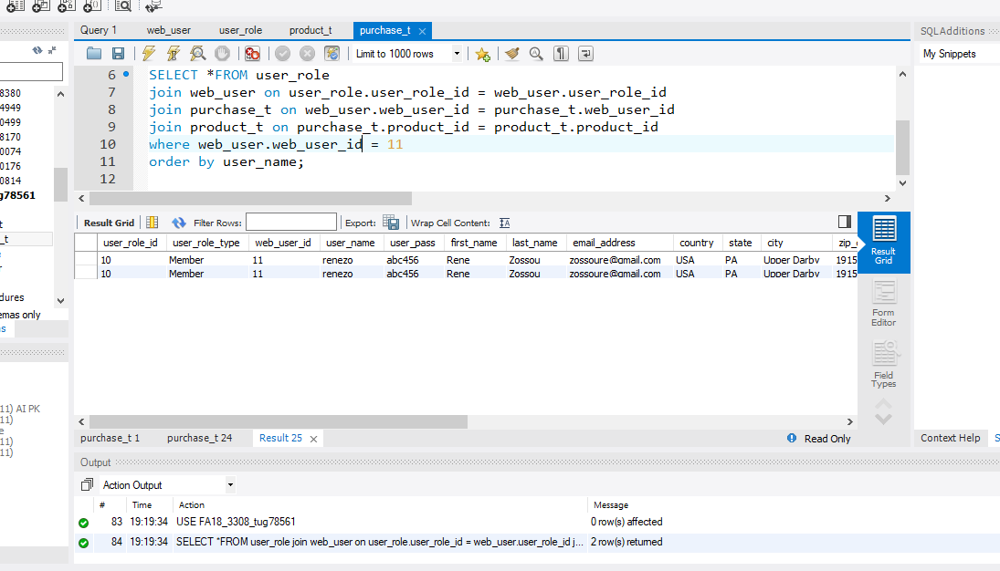 Query 1 web_user user_role product_t purchase_t
SQLAdditions
Limit to 1000 rows
My Snippets
8380
4949
0499
8170
0074
0176
0814
g78561
t
_t
dures
emas only
s
11) AI PK
11)
e
11)
11)
6 SELECT *FROM user_role
7 join web_user on user_role.user_role_id = web_user.user_role_id
8 join purchase_t on web_user.web_user_id = purchase_t.web_user_id
9 join product_t on purchase_t.product_id = product_t.product_id
10 where web_user.web_user_id = 11
11 order by user_name;
12
Result Grid Filter Rows: Export: Wrap Cell Content: IA
user_role_id user_role_type web_user_id user_name user_pass first_name last_name email_address country state city zip_
10 Member 11 renezo abc456 Rene Zossou zossoure@gmail.com USA PA Upper Darby 1915
10 Member 11 renezo abc456 Rene Zossou zossoure@gmail.com USA PA Upper Darby 1915
Result
Grid
Form
Editor
Field
Types
purchase_t 1 purchase_t 24 Result 25 Read Only
Context Help S
Output
Action Output
# Time Action Message
83 19:19:34 USE FA18_3308_tug78561 0 row(s) affected
84 19:19:34 SELECT *FROM user_role join web_user on user_role.user_role_id = web_user.user_role_id j... 2 row(s) returned